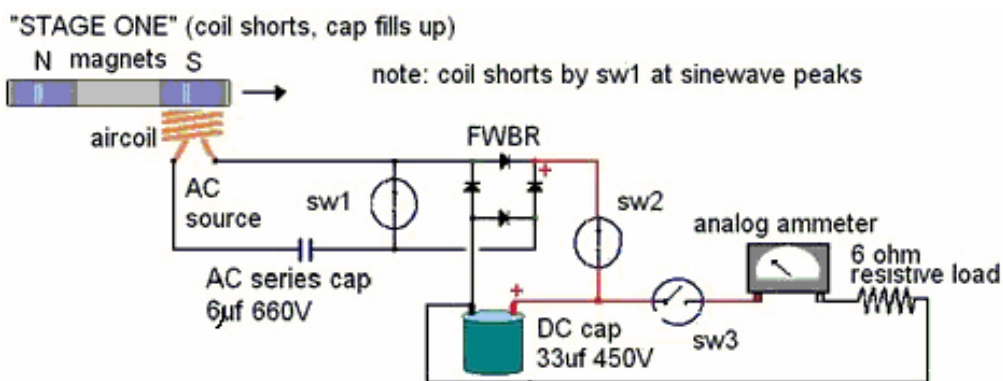 "STAGE ONE" (coil shorts, cap fills up)
N magnets S
note: coil shorts by sw1 at sinewave peaks
aircoil
FWBR
+
AC
source
sw1
sw2
analog ammeter
6 ohm
resistive load
AC series cap
6µf 660V
+
DC cap
33uf 450V
sw3